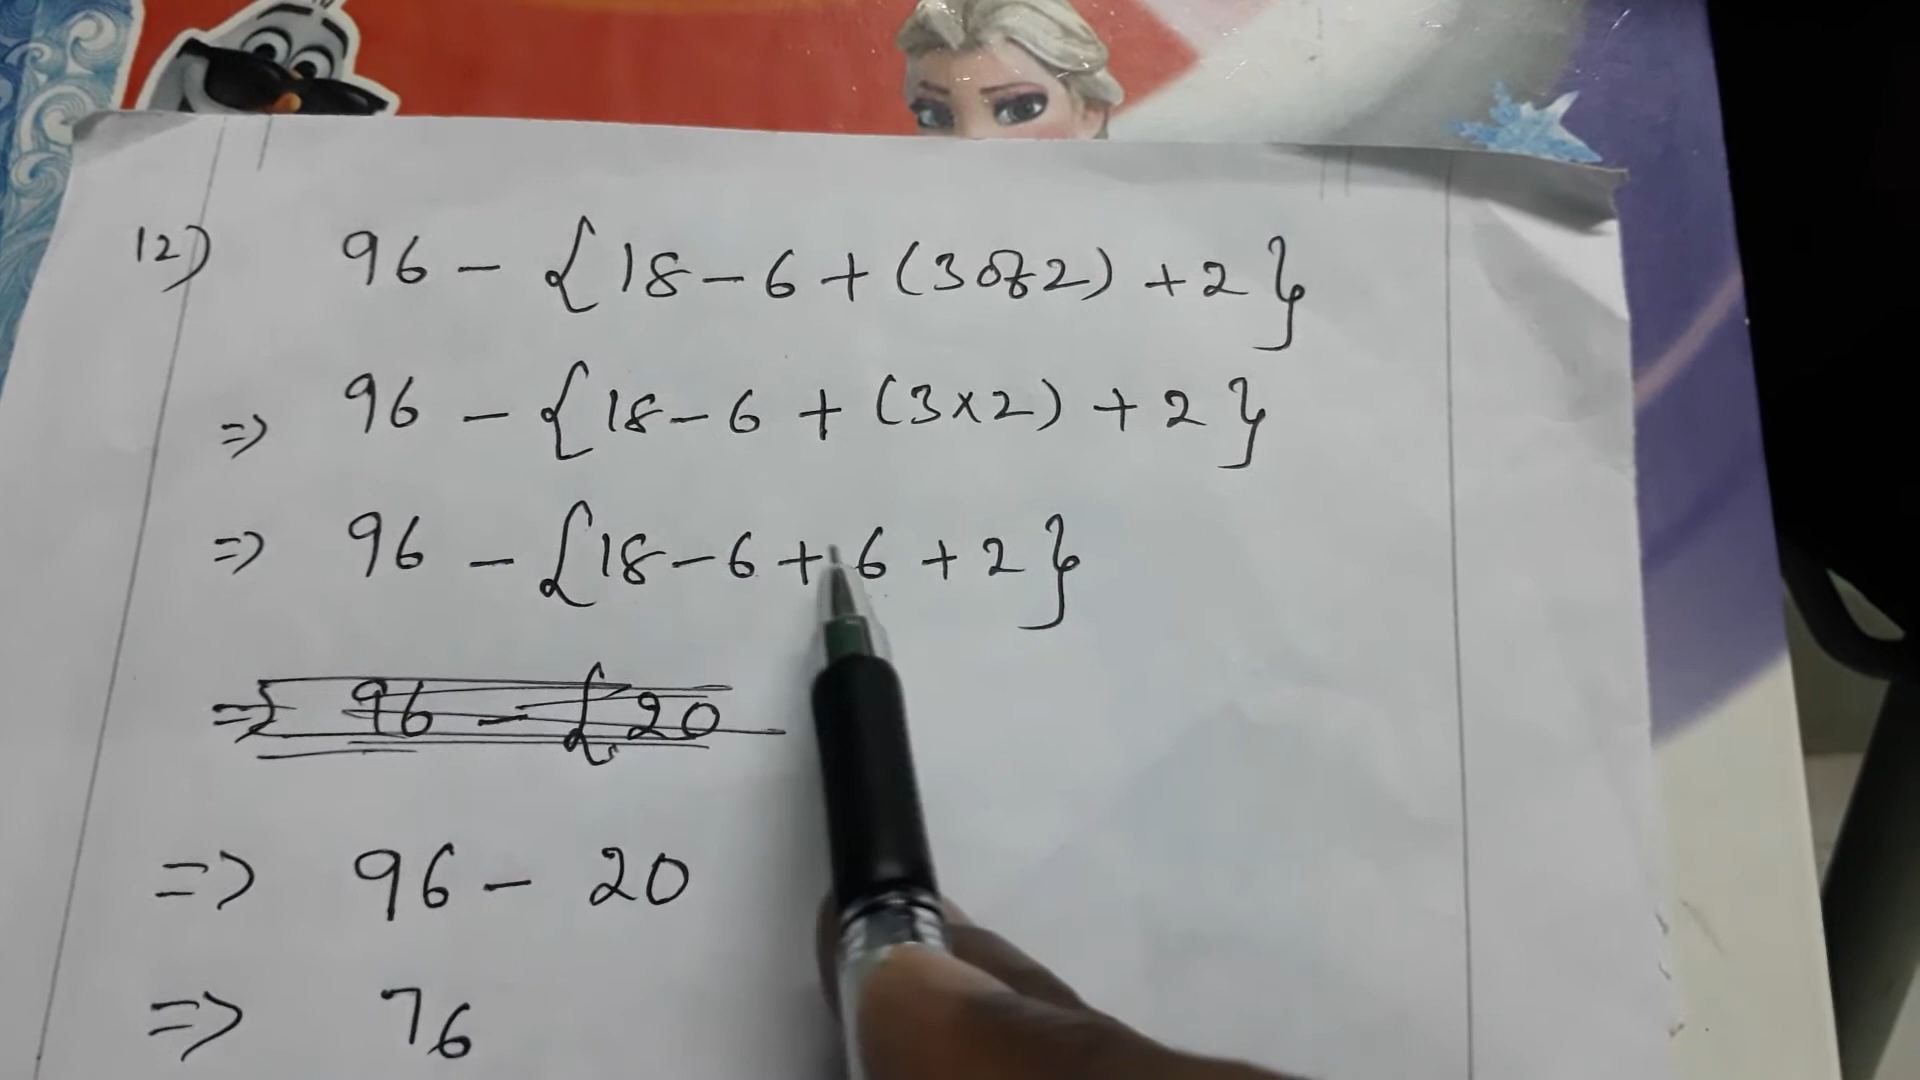 12) 96 - {18 - 6 + (3 of 2) + 2}
=> 96 - {18 - 6 + (3 × 2) + 2}
=> 96 - {18 - 6 + 6 + 2}
=> 96 - {20
=> 96 - 20
=> 76